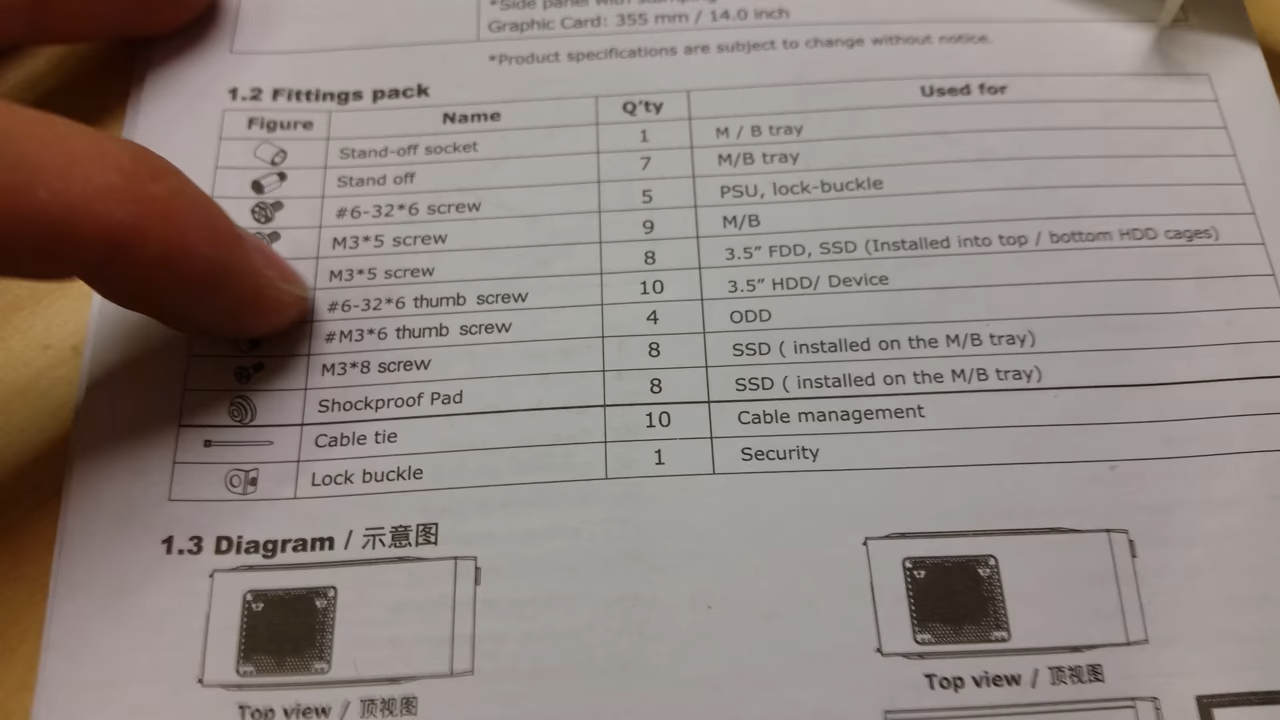 *Side panel with stamping
Graphic Card: 355 mm / 14.0 inch
*Product specifications are subject to change without notice.
1.2 Fittings pack
Figure Name Q'ty Used for
Stand-off socket 1 M / B tray
Stand off 7 M/B tray
#6-32*6 screw 5 PSU, lock-buckle
M3*5 screw 9 M/B
M3*5 screw 8 3.5" FDD, SSD (Installed into top / bottom HDD cages)
#6-32*6 thumb screw 10 3.5" HDD/ Device
#M3*6 thumb screw 4 ODD
M3*8 screw 8 SSD ( installed on the M/B tray)
Shockproof Pad 8 SSD ( installed on the M/B tray)
Cable tie 10 Cable management
Lock buckle 1 Security
1.3 Diagram / 示意图
Top view / 顶视图
Top view / 顶视图